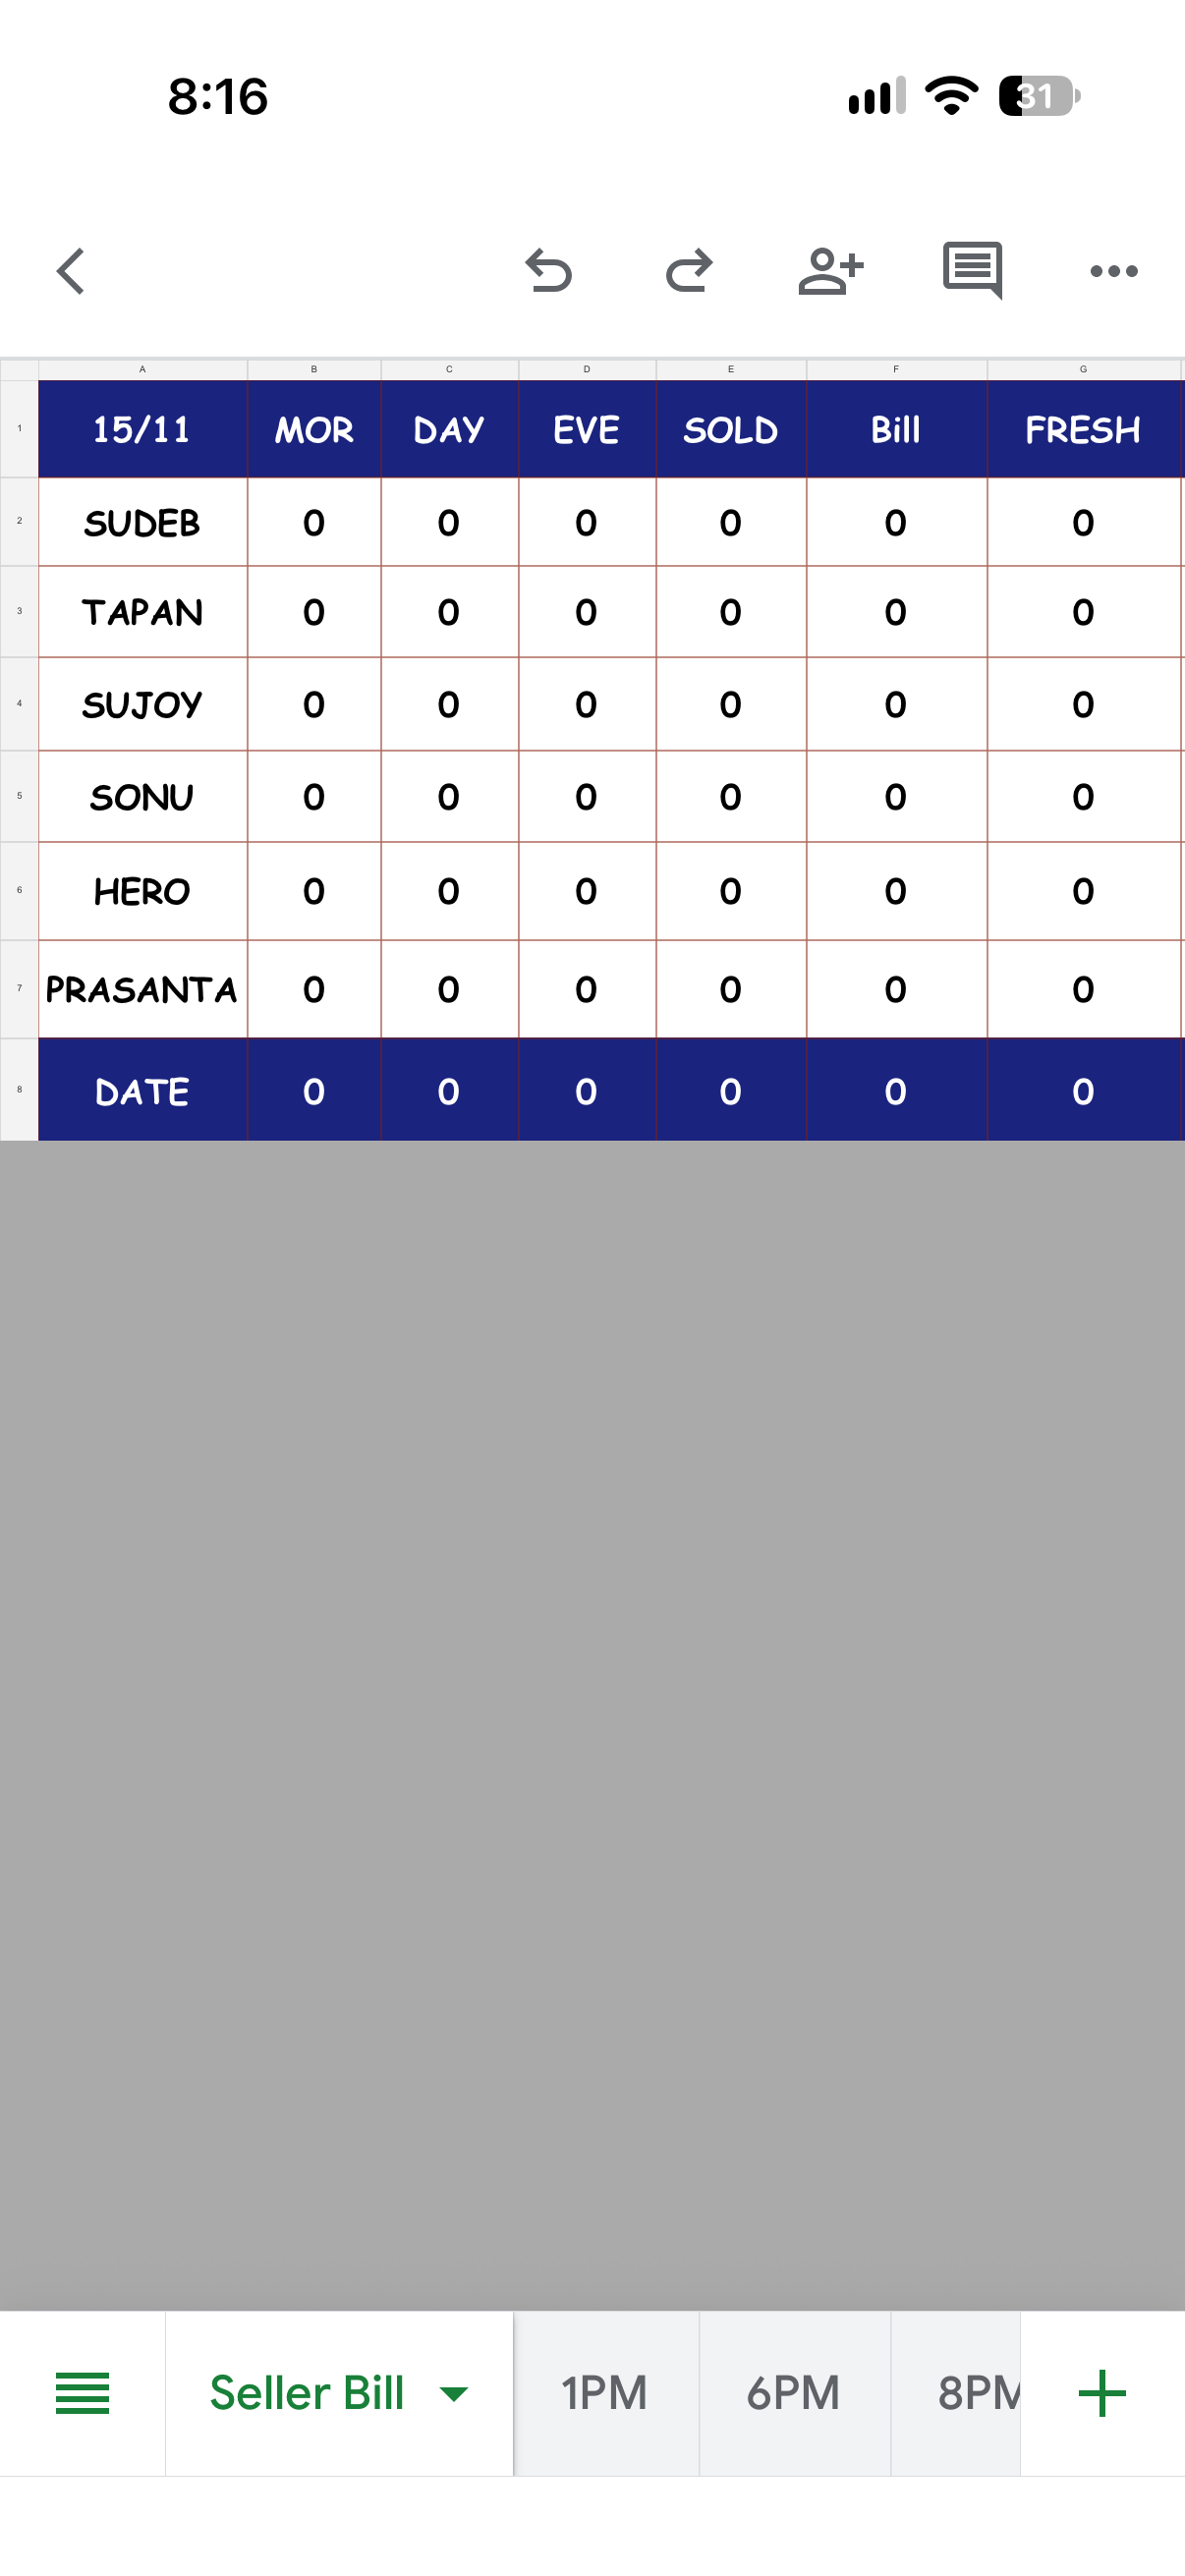 8:16
31
A B C D E F G
1 15/11 MOR DAY EVE SOLD Bill FRESH
2 SUDEB 0 0 0 0 0 0
3 TAPAN 0 0 0 0 0 0
4 SUJOY 0 0 0 0 0 0
5 SONU 0 0 0 0 0 0
6 HERO 0 0 0 0 0 0
7 PRASANTA 0 0 0 0 0 0
8 DATE 0 0 0 0 0 0
Seller Bill 1PM 6PM 8PM